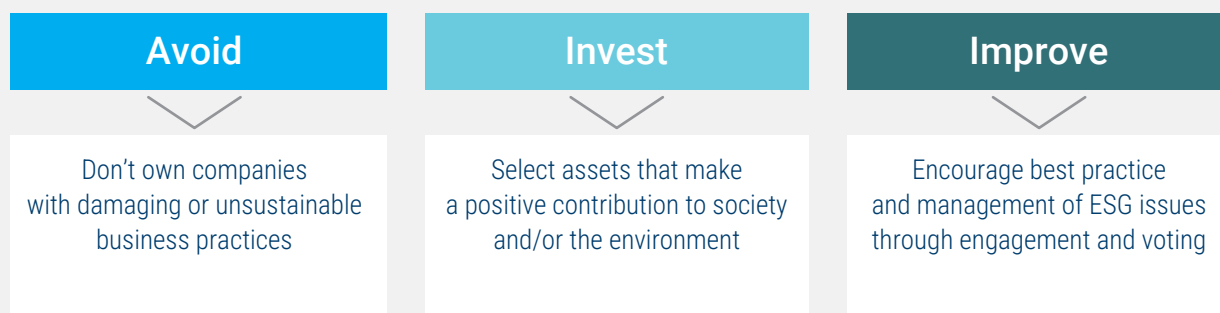 Avoid
Don’t own companies
with damaging or unsustainable
business practices
Invest
Select assets that make
a positive contribution to society
and/or the environment
Improve
Encourage best practice
and management of ESG issues
through engagement and voting